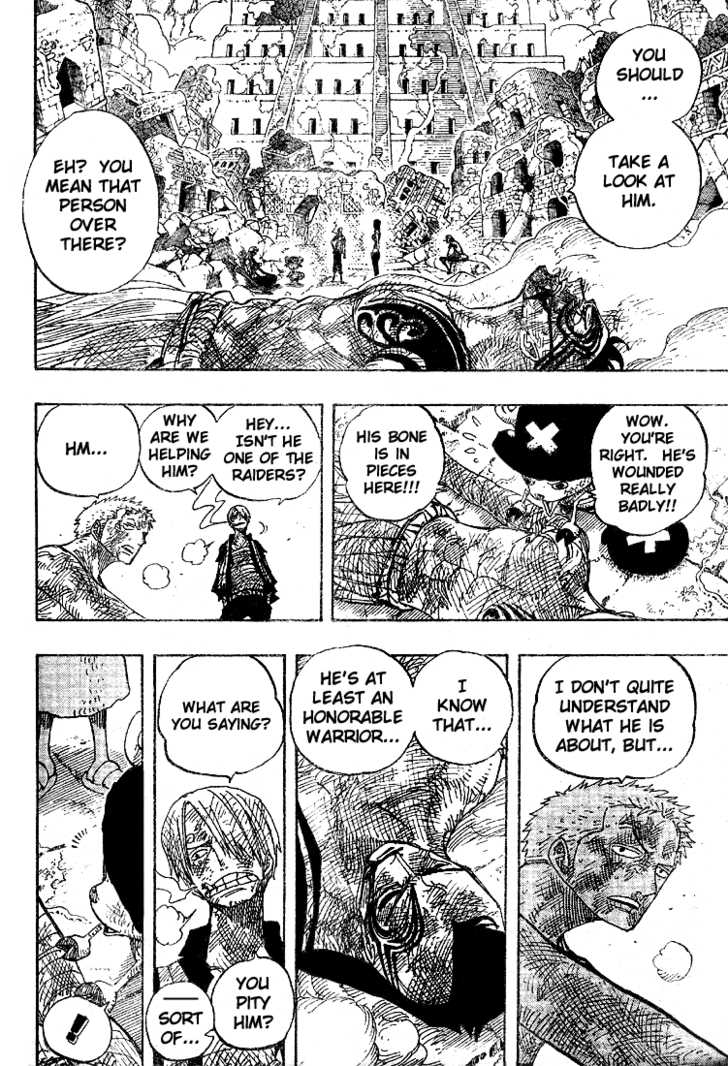 YOU
SHOULD
...
TAKE A
LOOK AT
HIM.
EH? YOU
MEAN THAT
PERSON
OVER
THERE?
WOW.
YOU'RE
RIGHT. HE'S
WOUNDED
REALLY
BADLY!!
HIS BONE
IS IN
PIECES
HERE!!!
HEY...
ISN'T HE
ONE OF THE
RAIDERS?
WHY
ARE WE
HELPING
HIM?
HM...
I DON'T QUITE
UNDERSTAND
WHAT HE IS
ABOUT, BUT...
I
KNOW
THAT...
HE'S AT
LEAST AN
HONORABLE
WARRIOR...
WHAT ARE
YOU SAYING?
YOU
PITY
HIM?
—
SORT
OF...
!